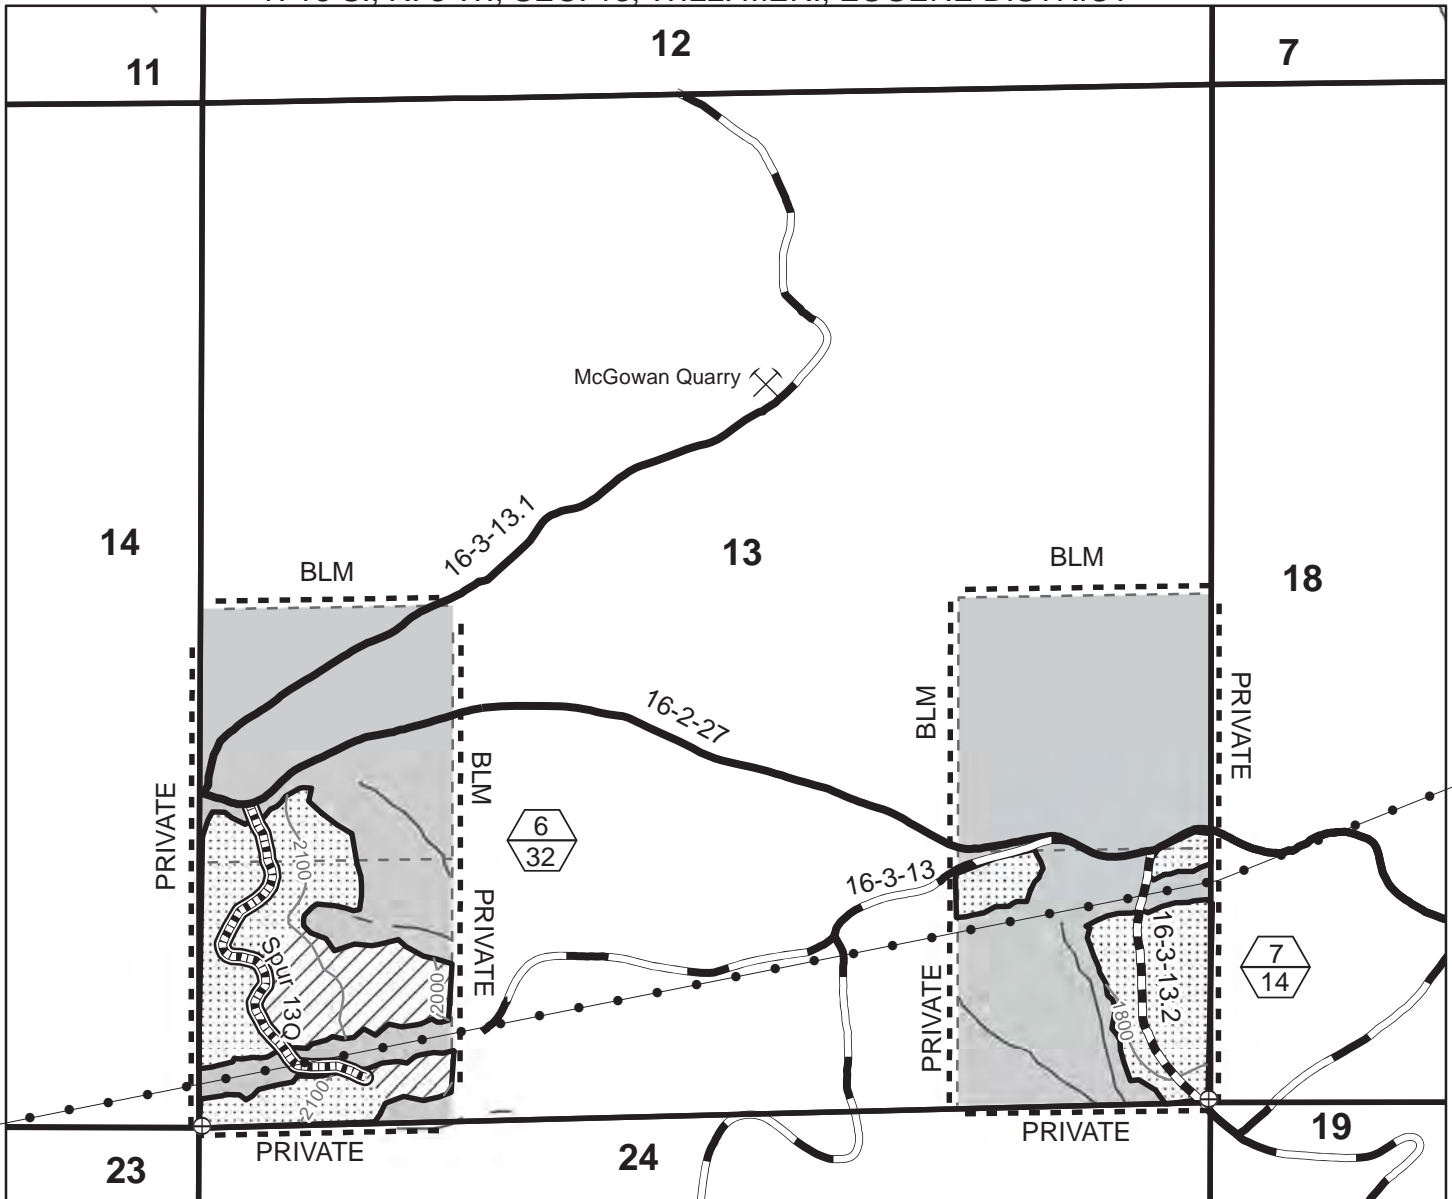 12
7
11
McGowan Quarry
16-3-13.1
14
13
BLM
BLM
18
16-2-27
BLM
PRIVATE
BLM
PRIVATE
6
32
2100
16-3-13
PRIVATE
Spur 13Q
2000
16-3-13.2
7
14
PRIVATE
1800
2100
PRIVATE
PRIVATE
19
23
24